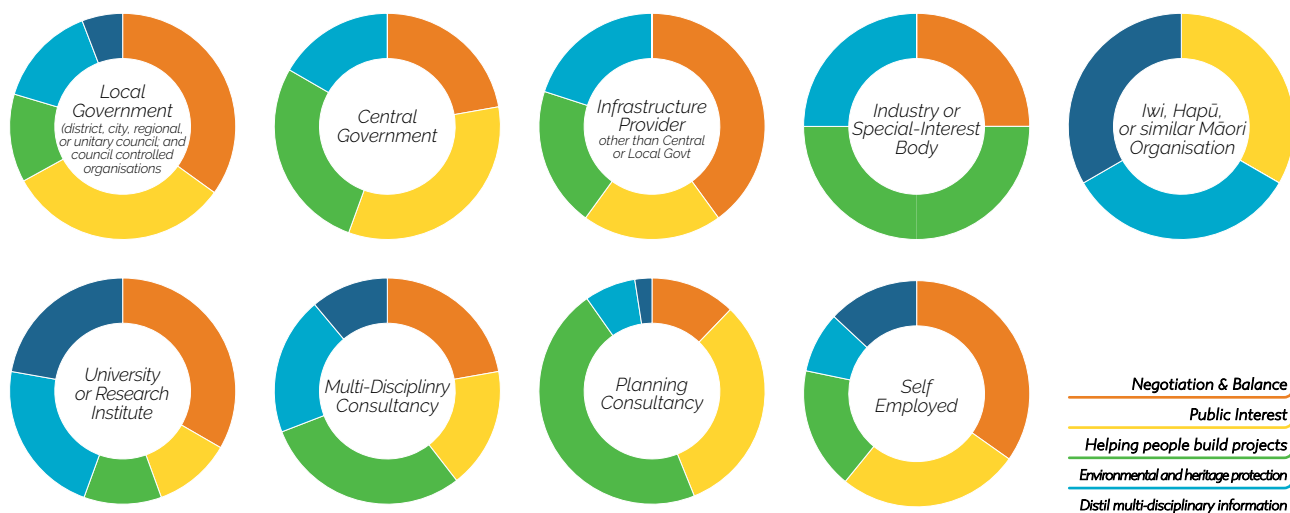 Local
Government
(district, city, regional,
or unitary council; and
council controlled
organisations
Central
Government
Infrastructure
Provider
other than Central
or Local Govt
Industry or
Special-Interest
Body
Iwi, Hapū,
or similar Māori
Organisation
University
or Research
Institute
Multi-Disciplinry
Consultancy
Planning
Consultancy
Self
Employed
Negotiation & Balance
Public Interest
Helping people build projects
Environmental and heritage protection
Distil multi-disciplinary information